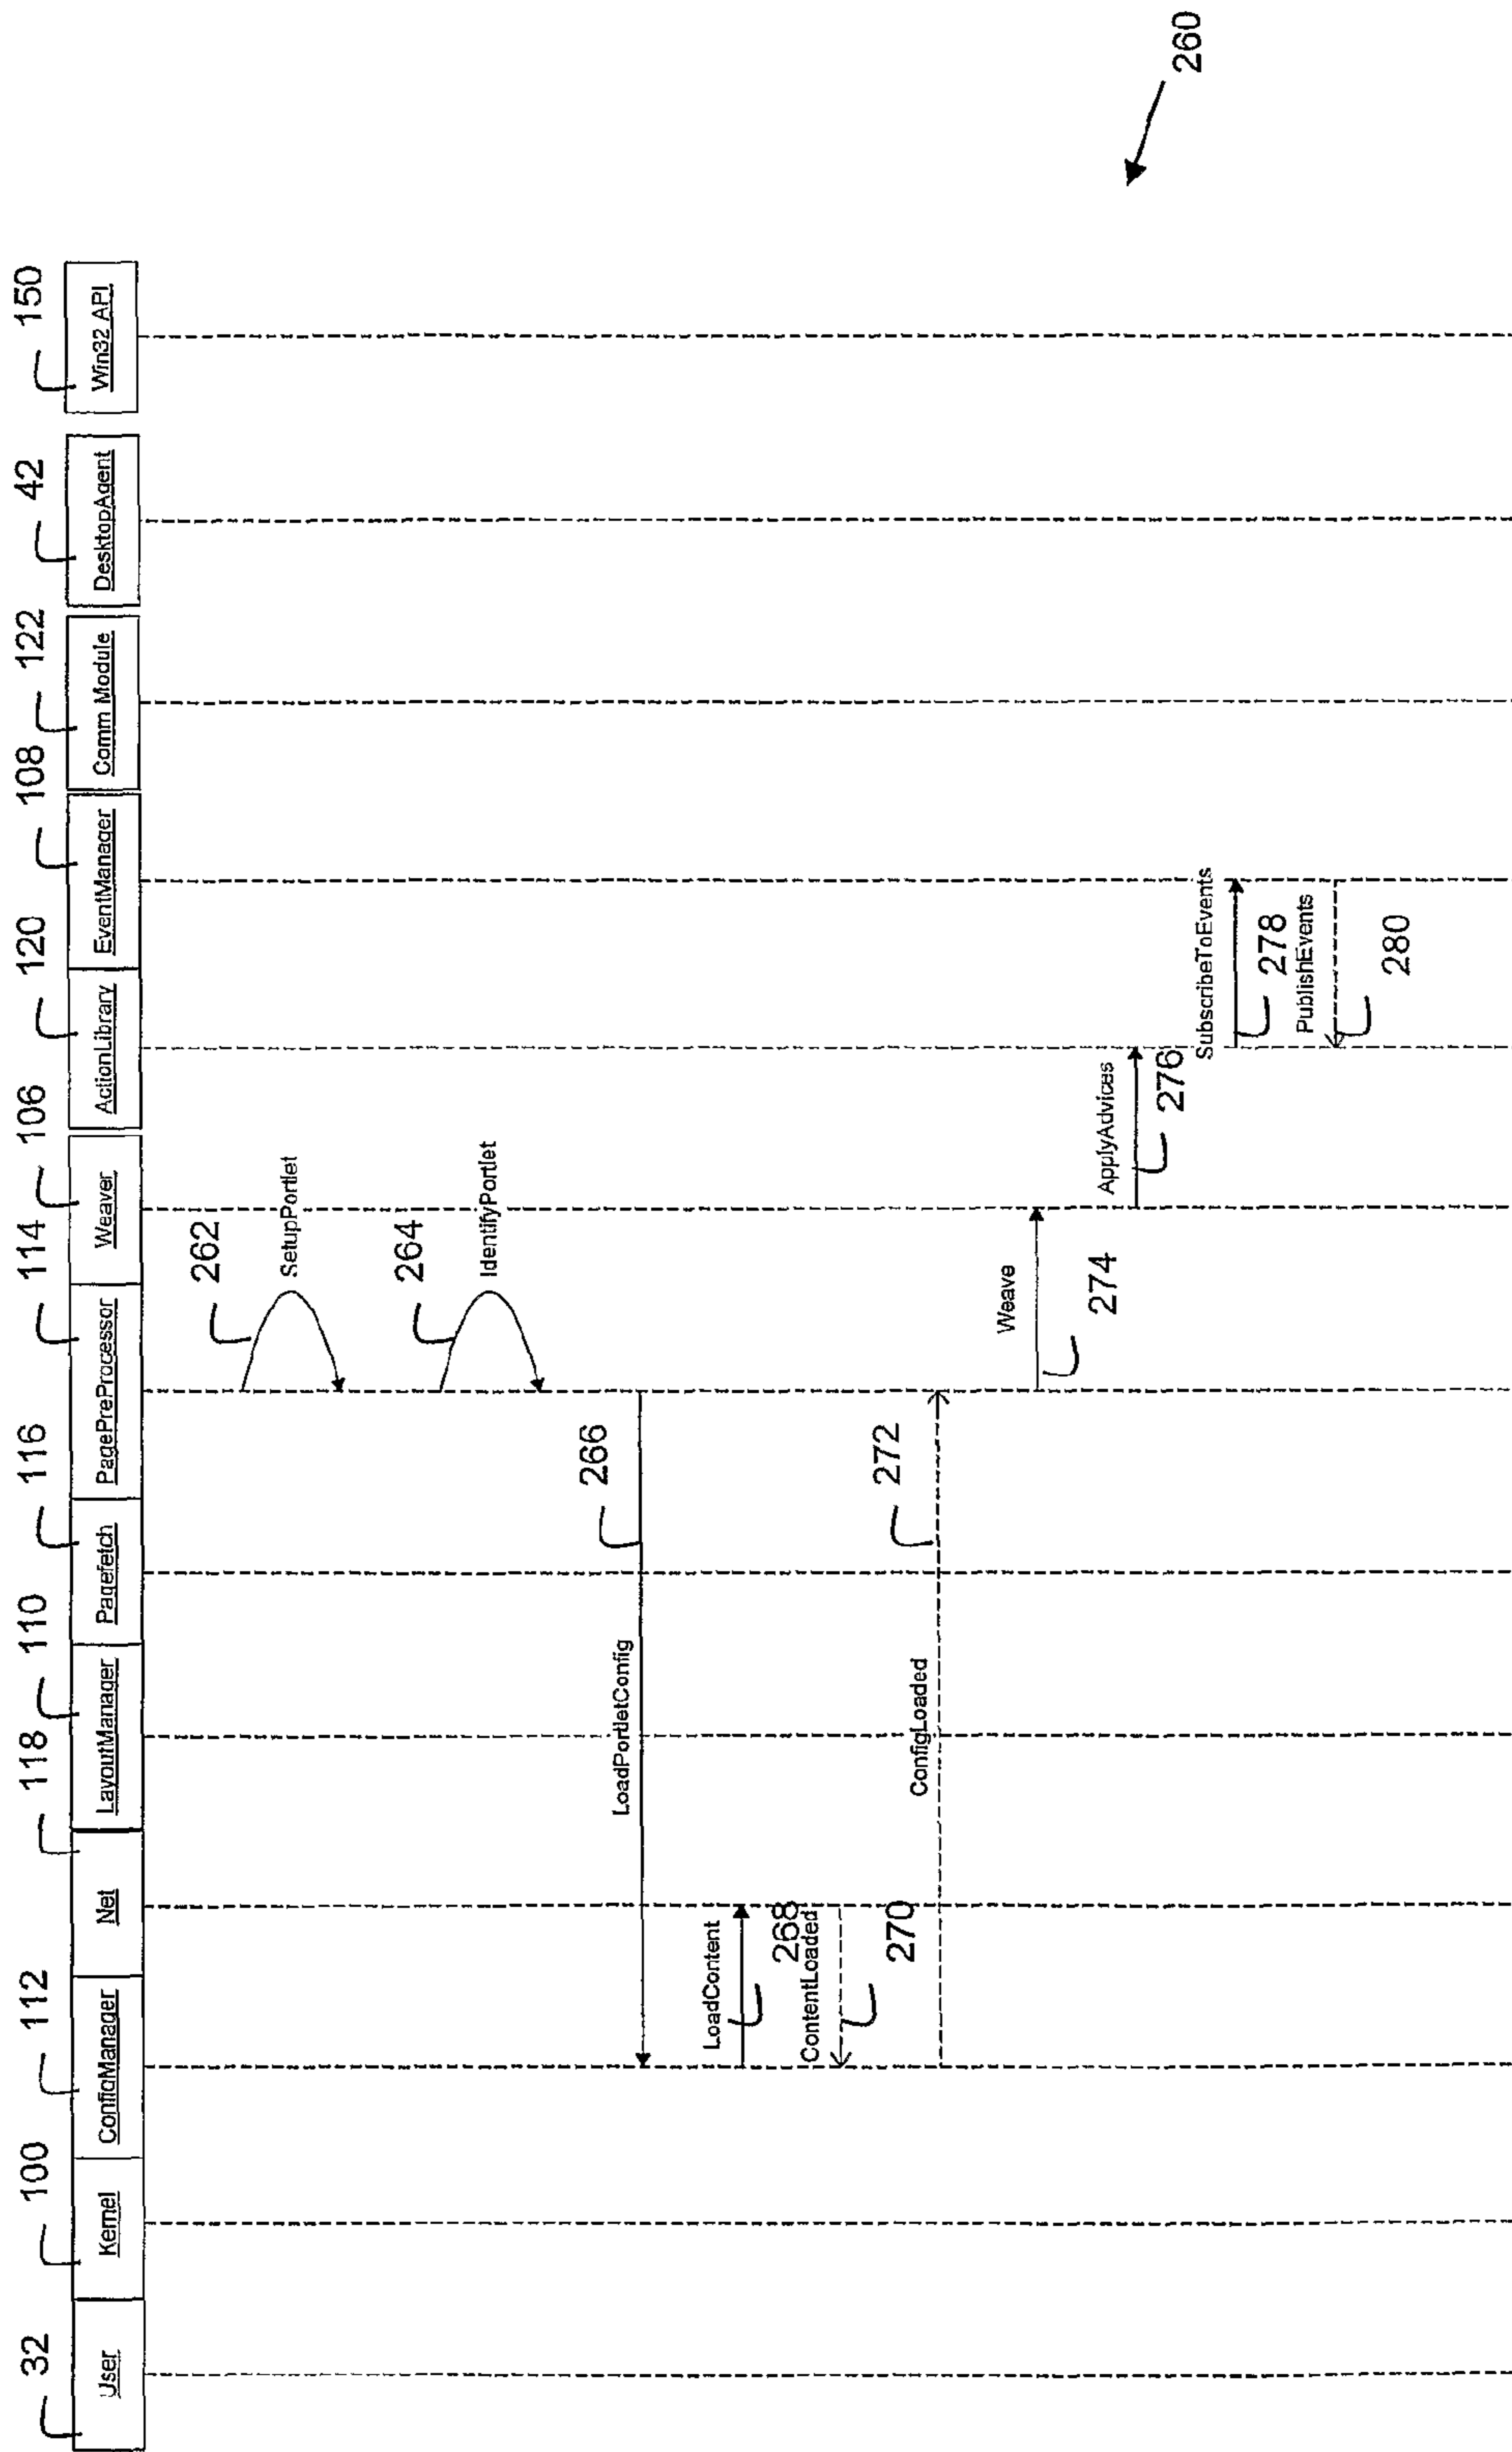 32
100
112
118
110
116
114
106
120
108
122
42
150
User
Kernel
ConfigManager
Net
LayoutManager
Pagefetch
PagePreProcessor
Weaver
ActionLibrary
EventManager
Comm Module
DesktopAgent
Win32 API
262
SetupPortlet
264
IdentifyPortlet
266
LoadPortletConfig
LoadContent
268
ContentLoaded
270
272
ConfigLoaded
Weave
274
ApplyAdvices
276
SubscribeToEvents
278
PublishEvents
280
260